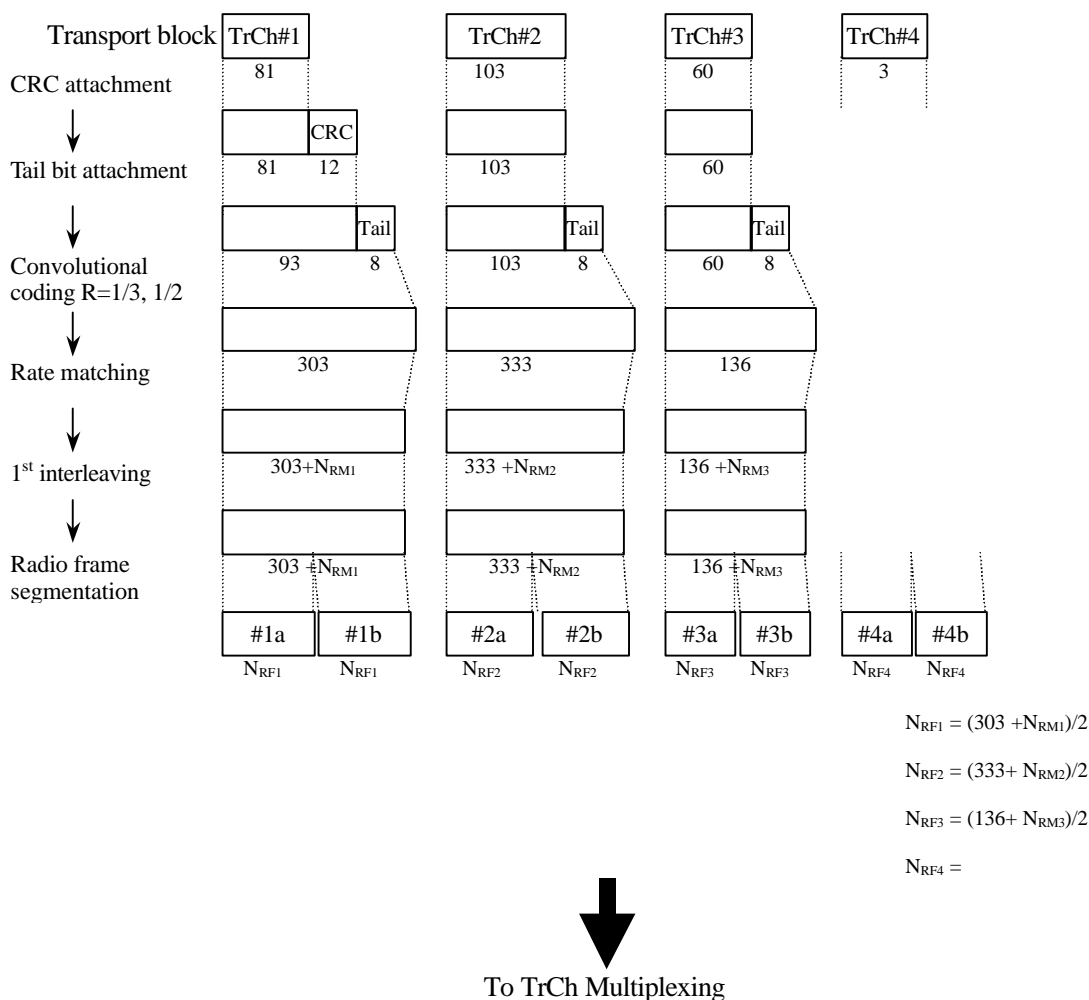 Transport block TrCh#1 TrCh#2 TrCh#3 TrCh#4
81 103 60 3
CRC attachment
CRC
81 12 103 60
Tail bit attachment
Tail Tail Tail
93 8 103 8 60 8
Convolutional
coding R=1/3, 1/2
303 333 136
Rate matching
303+NRM1 333 +NRM2 136 +NRM3
1st interleaving
303 +NRM1 333 +NRM2 136 +NRM3
Radio frame
segmentation
#1a #1b #2a #2b #3a #3b #4a #4b
NRF1 NRF1 NRF2 NRF2 NRF3 NRF3 NRF4 NRF4
NRF1 = (303 +NRM1)/2
NRF2 = (333+ NRM2)/2
NRF3 = (136+ NRM3)/2
NRF4 =
To TrCh Multiplexing